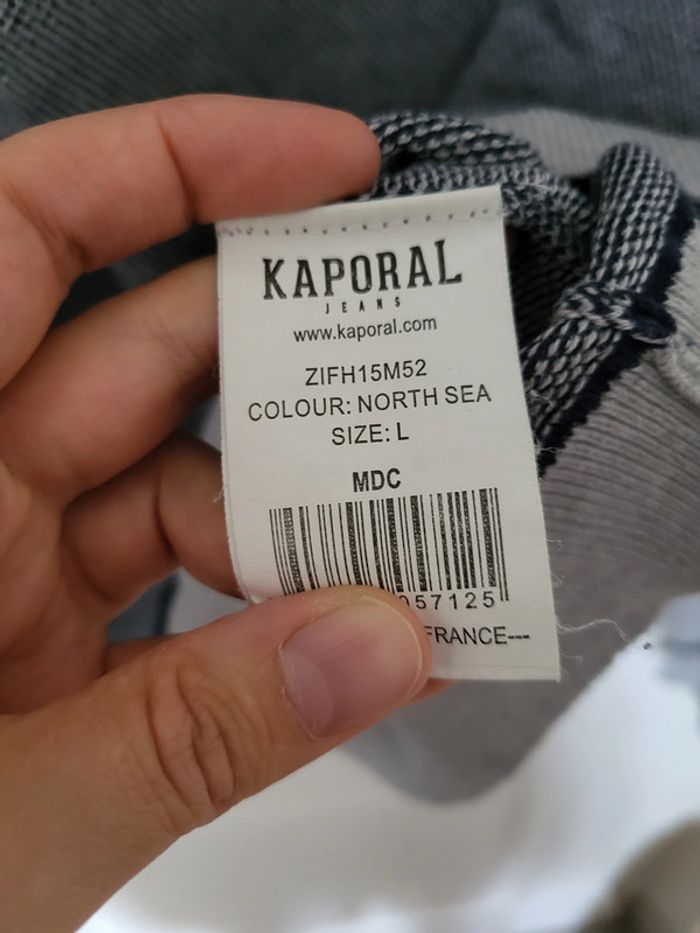 KAPORAL
JEANS
www.kaporal.com
ZIFH15M52
COLOUR: NORTH SEA
SIZE: L
MDC
057125
FRANCE---